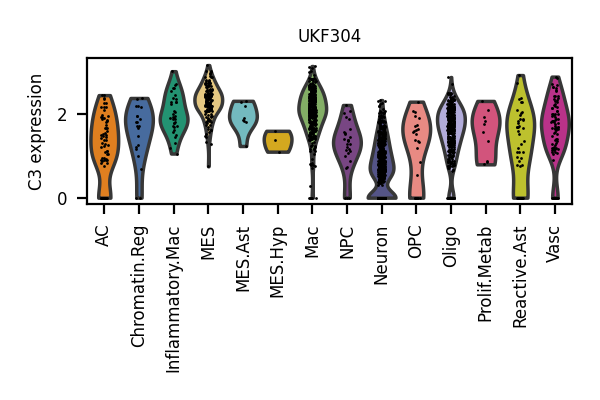 UKF304
C3 expression
2
0
AC
Chromatin.Reg
Inflammatory.Mac
MES
MES.Ast
MES.Hyp
Mac
NPC
Neuron
OPC
Oligo
Prolif.Metab
Reactive.Ast
Vasc